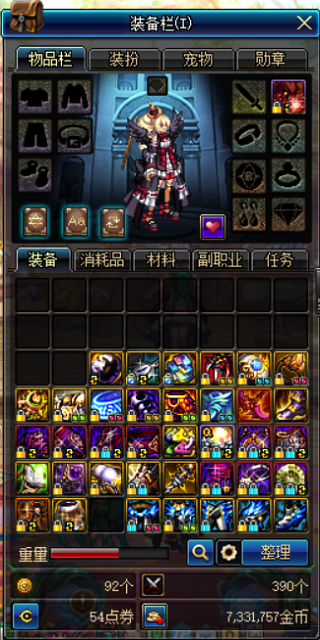 装备栏(I)
物品栏 装扮 宠物 勋章
Aa
装备 消耗品 材料 副职业 任务
重量 整理
92个 390个
54点券 7,331,757金币